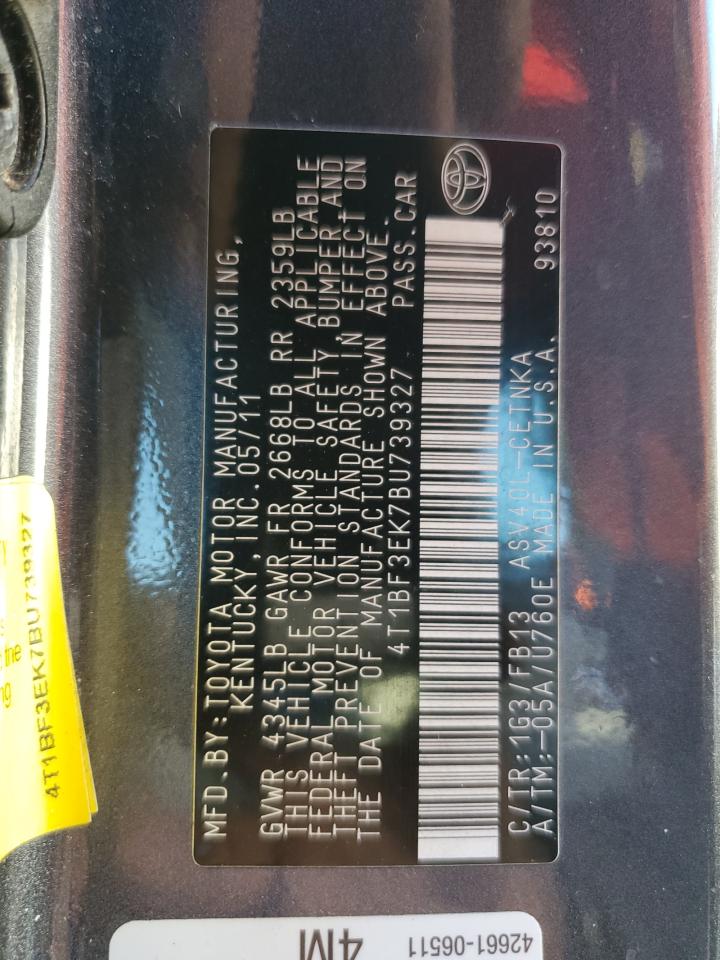 MFD.BY:TOYOTA MOTOR MANUFACTURING,
KENTUCKY,INC.05/11
GVWR 4345LB GAWR FR 2668LB RR 2359LB
THIS VEHICLE CONFORMS TO ALL APPLICABLE
FEDERAL MOTOR VEHICLE SAFETY, BUMPER AND
THEFT PREVENTION STANDARDS IN EFFECT ON
THE DATE OF MANUFACTURE SHOWN ABOVE.
4T1BF3EK7BU739327 PASS.CAR
C/TR:1G3/FB13 ASV40L-CETNKA
A/TM:-05A/U760E MADE IN U.S.A. 93810
4T1BF3EK7BU739327
4M
42661-06511